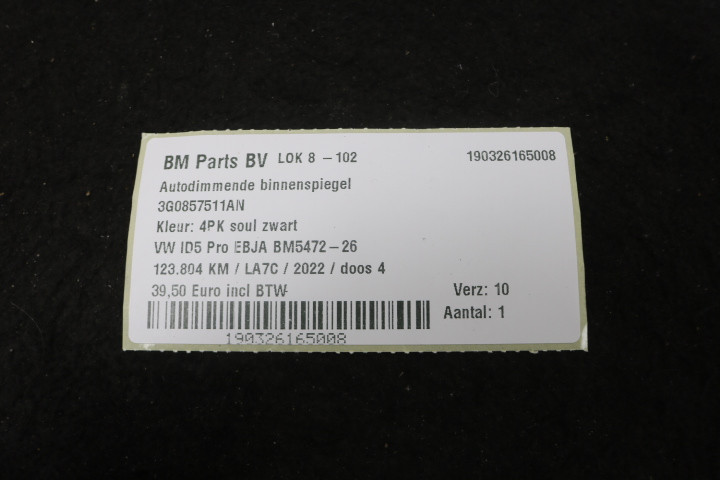 BM Parts BV LOK 8 - 102 190326165008
Autodimmende binnenspiegel
3G0857511AN
Kleur: 4PK soul zwart
VW ID5 Pro EBJA BM5472-26
123.804 KM / LA7C / 2022 / doos 4
39,50 Euro incl BTW Verz: 10
Aantal: 1
190326165008